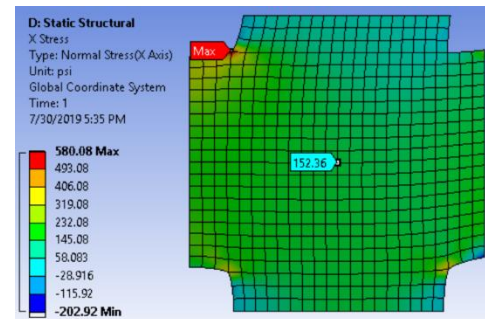 D: Static Structural
X Stress
Type: Normal Stress(X Axis)
Unit: psi
Global Coordinate System
Time: 1
7/30/2019 5:35 PM
580.08 Max
493.08
406.08
319.08
232.08
145.08
58.083
-28.916
-115.92
-202.92 Min
Max
152.36